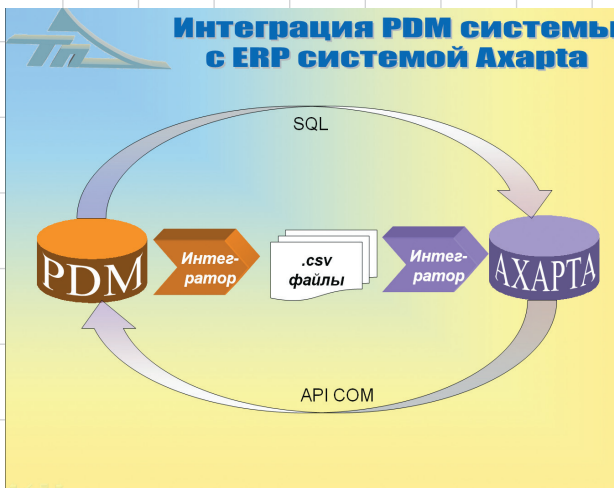 Интеграция PDM системы
с ERP системой Axapta
SQL
PDM
Интег-
ратор
.csv
файлы
Интег-
ратор
AXAPTA
API COM